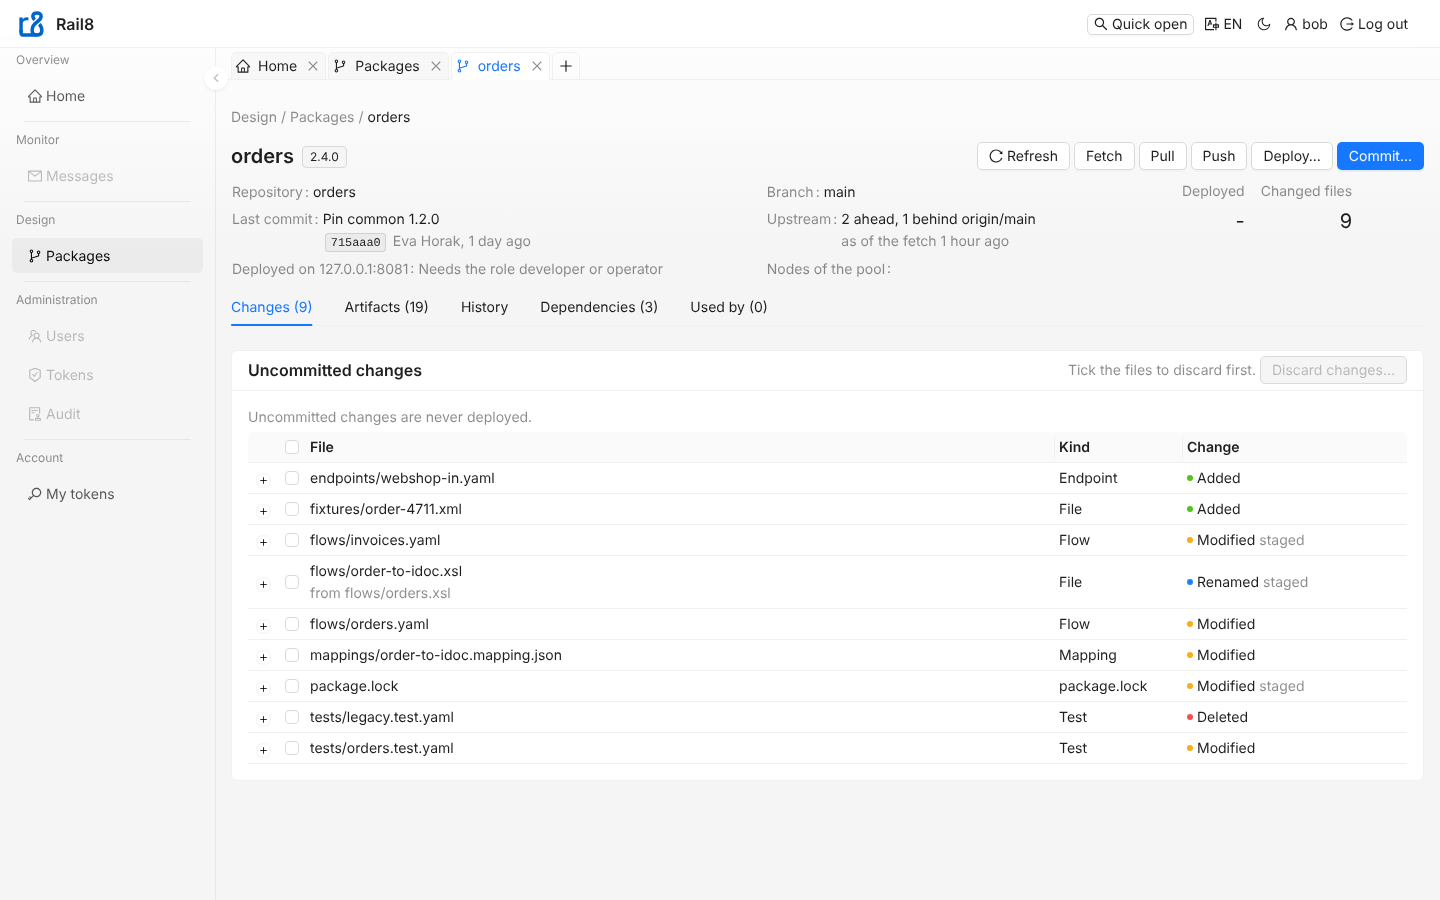 Rail8
Quick open
EN
bob
Log out
Overview
Home
Monitor
Messages
Design
Packages
Administration
Users
Tokens
Audit
Account
My tokens
Home
Packages
orders
Design / Packages / orders
orders 2.4.0
Refresh
Fetch
Pull
Push
Deploy...
Commit...
Repository: orders
Branch: main
Deployed
-
Changed files
9
Last commit: Pin common 1.2.0
715aaa0 Eva Horak, 1 day ago
Upstream: 2 ahead, 1 behind origin/main
as of the fetch 1 hour ago
Deployed on 127.0.0.1:8081: Needs the role developer or operator
Nodes of the pool:
Changes (9)
Artifacts (19)
History
Dependencies (3)
Used by (0)
Uncommitted changes
Tick the files to discard first.
Discard changes...
Uncommitted changes are never deployed.
File Kind Change
endpoints/webshop-in.yaml Endpoint Added
fixtures/order-4711.xml File Added
flows/invoices.yaml Flow Modified staged
flows/order-to-idoc.xsl File Renamed staged
from flows/orders.xsl
flows/orders.yaml Flow Modified
mappings/order-to-idoc.mapping.json Mapping Modified
package.lock package.lock Modified staged
tests/legacy.test.yaml Test Deleted
tests/orders.test.yaml Test Modified